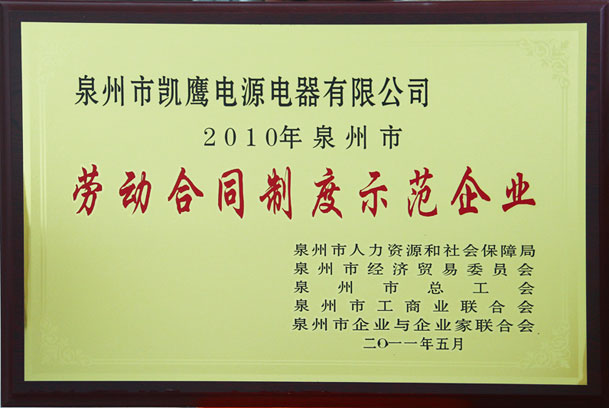 泉州市凯鹰电源电器有限公司
2010年泉州市
劳动合同制度示范企业
泉州市人力资源和社会保障局
泉州市经济贸易委员会
泉州市总工会
泉州市工商业联合会
泉州市企业与企业家联合会
二〇一一年五月